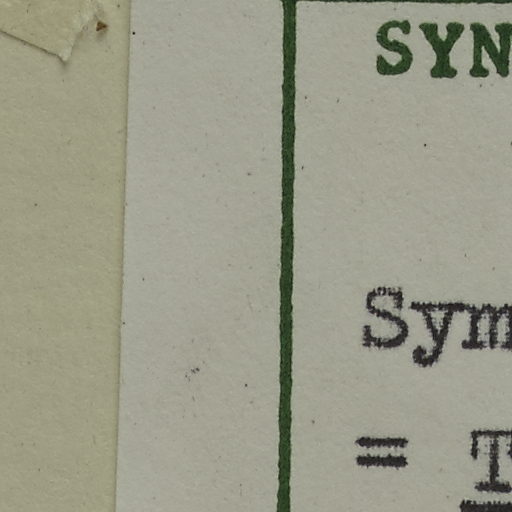 SYN
Sym
= T